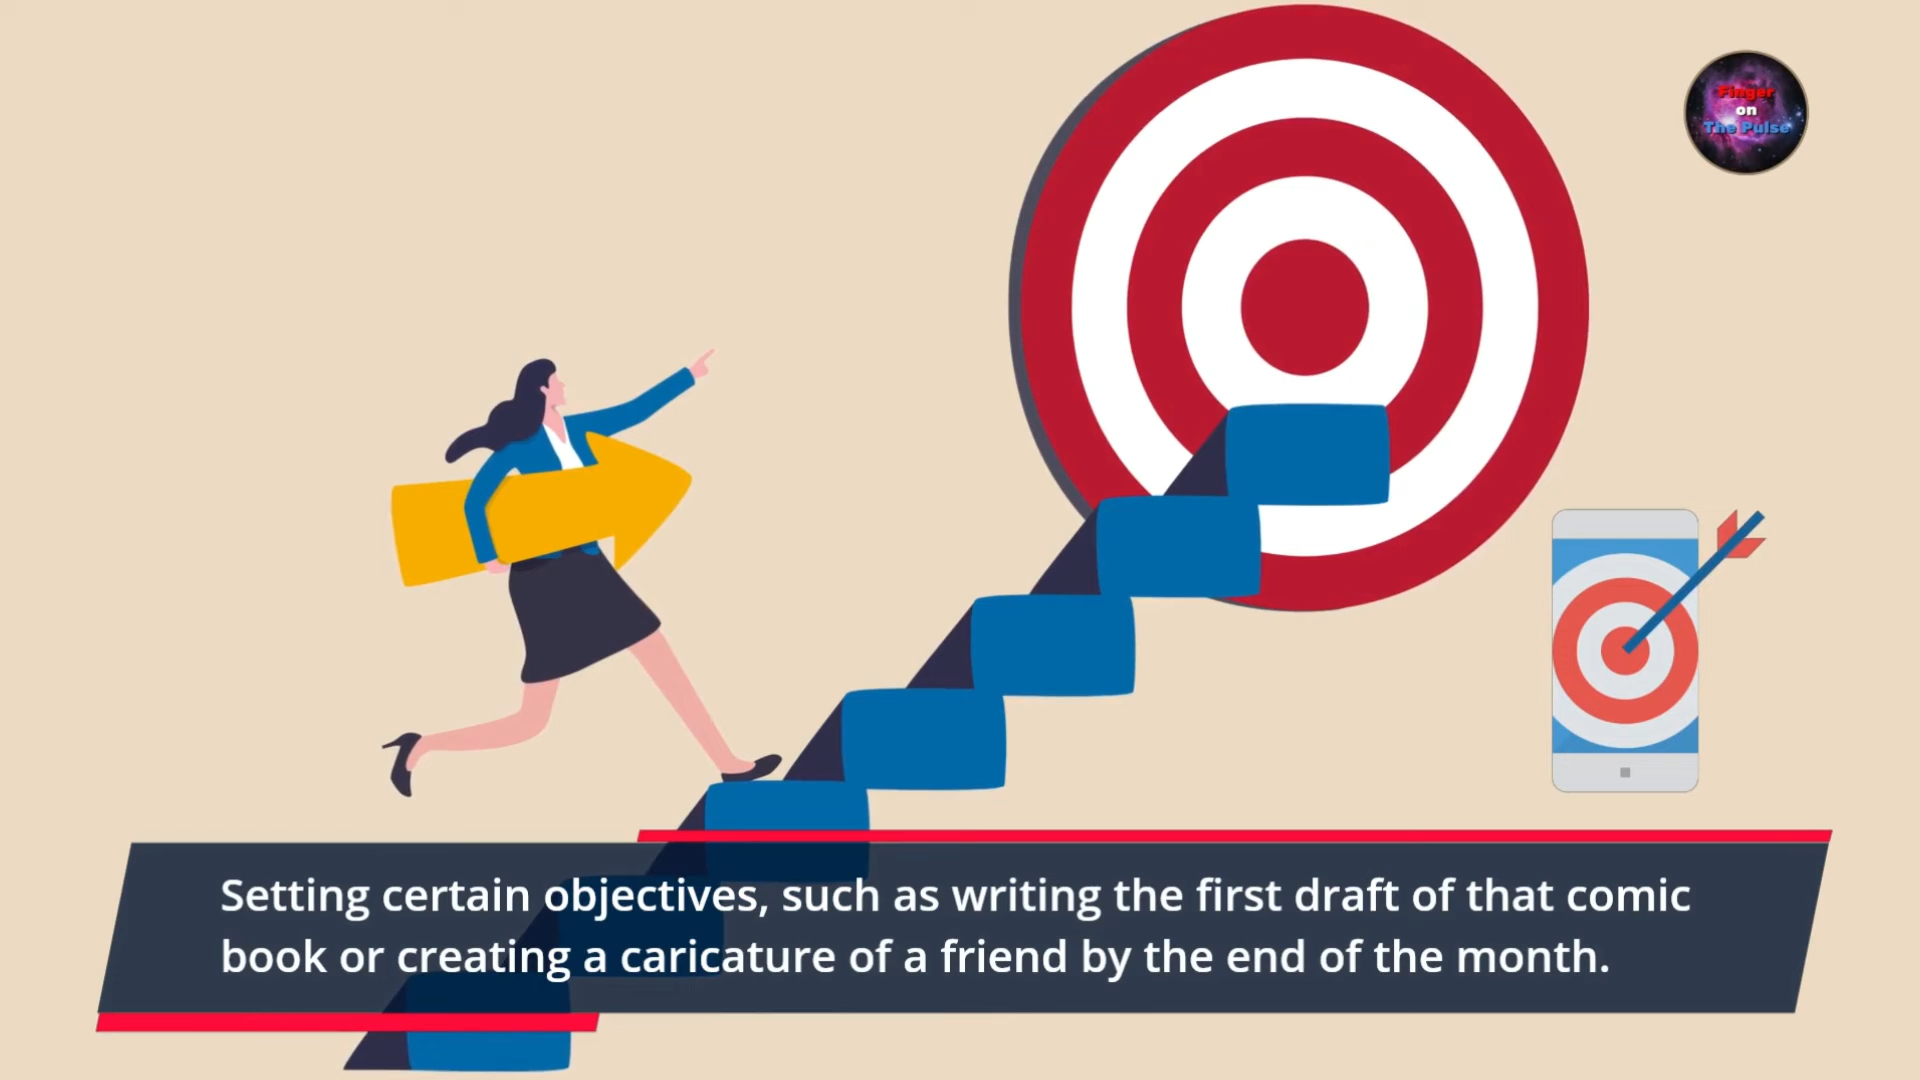 Finger
on
The Pulse
Setting certain objectives, such as writing the first draft of that comic
book or creating a caricature of a friend by the end of the month.